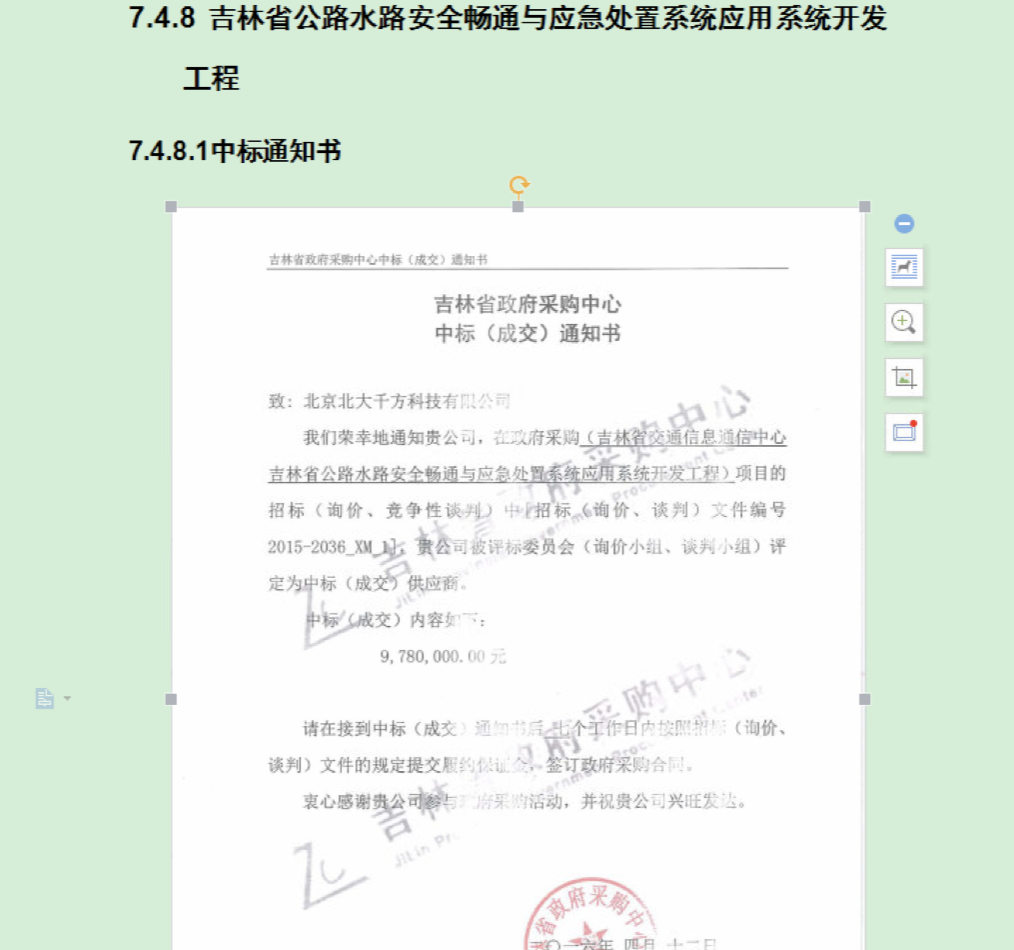 7.4.8 吉林省公路水路安全畅通与应急处置系统应用系统开发
工程
7.4.8.1中标通知书
吉林省政府采购中心中标（成交）通知书
吉林省政府采购中心
中标（成交）通知书
致：北京北大千方科技有限公司
我们荣幸地通知贵公司，在政府采购（吉林省交通信息通信中心
吉林省公路水路安全畅通与应急处置系统应用系统开发工程）项目的
招标（询价、竞争性谈判）中[招标（询价、谈判）文件编号
2015-2036_XM_1]，贵公司被评标委员会（询价小组、谈判小组）评
定为中标（成交）供应商。
中标（成交）内容如下：
9,780,000.00 元
请在接到中标（成交）通知书后 七个工作日内按照招标（询价、
谈判）文件的规定提交履约保证金，签订政府采购合同。
衷心感谢贵公司参与政府采购活动，并祝贵公司兴旺发达。
吉林省政府采购中心
JiLin Provincial Government Procurement Center
吉林省政府采购中心
省政府采购中心
二〇一六年 四月 十二日